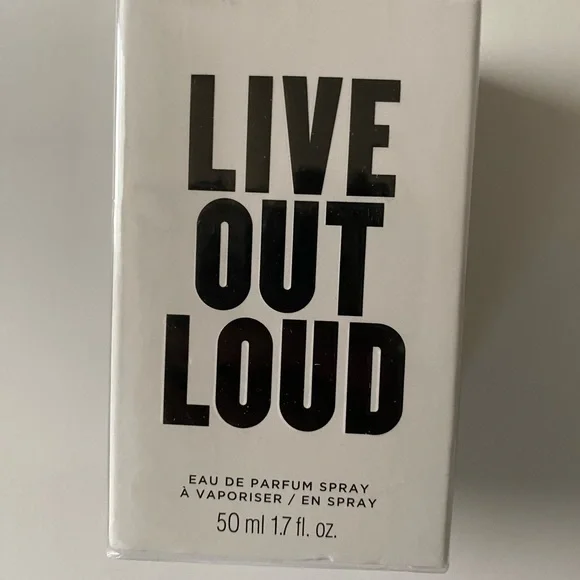 LIVE
OUT
LOUD
EAU DE PARFUM SPRAY
À VAPORISER / EN SPRAY
50 ml 1.7 fl. oz.